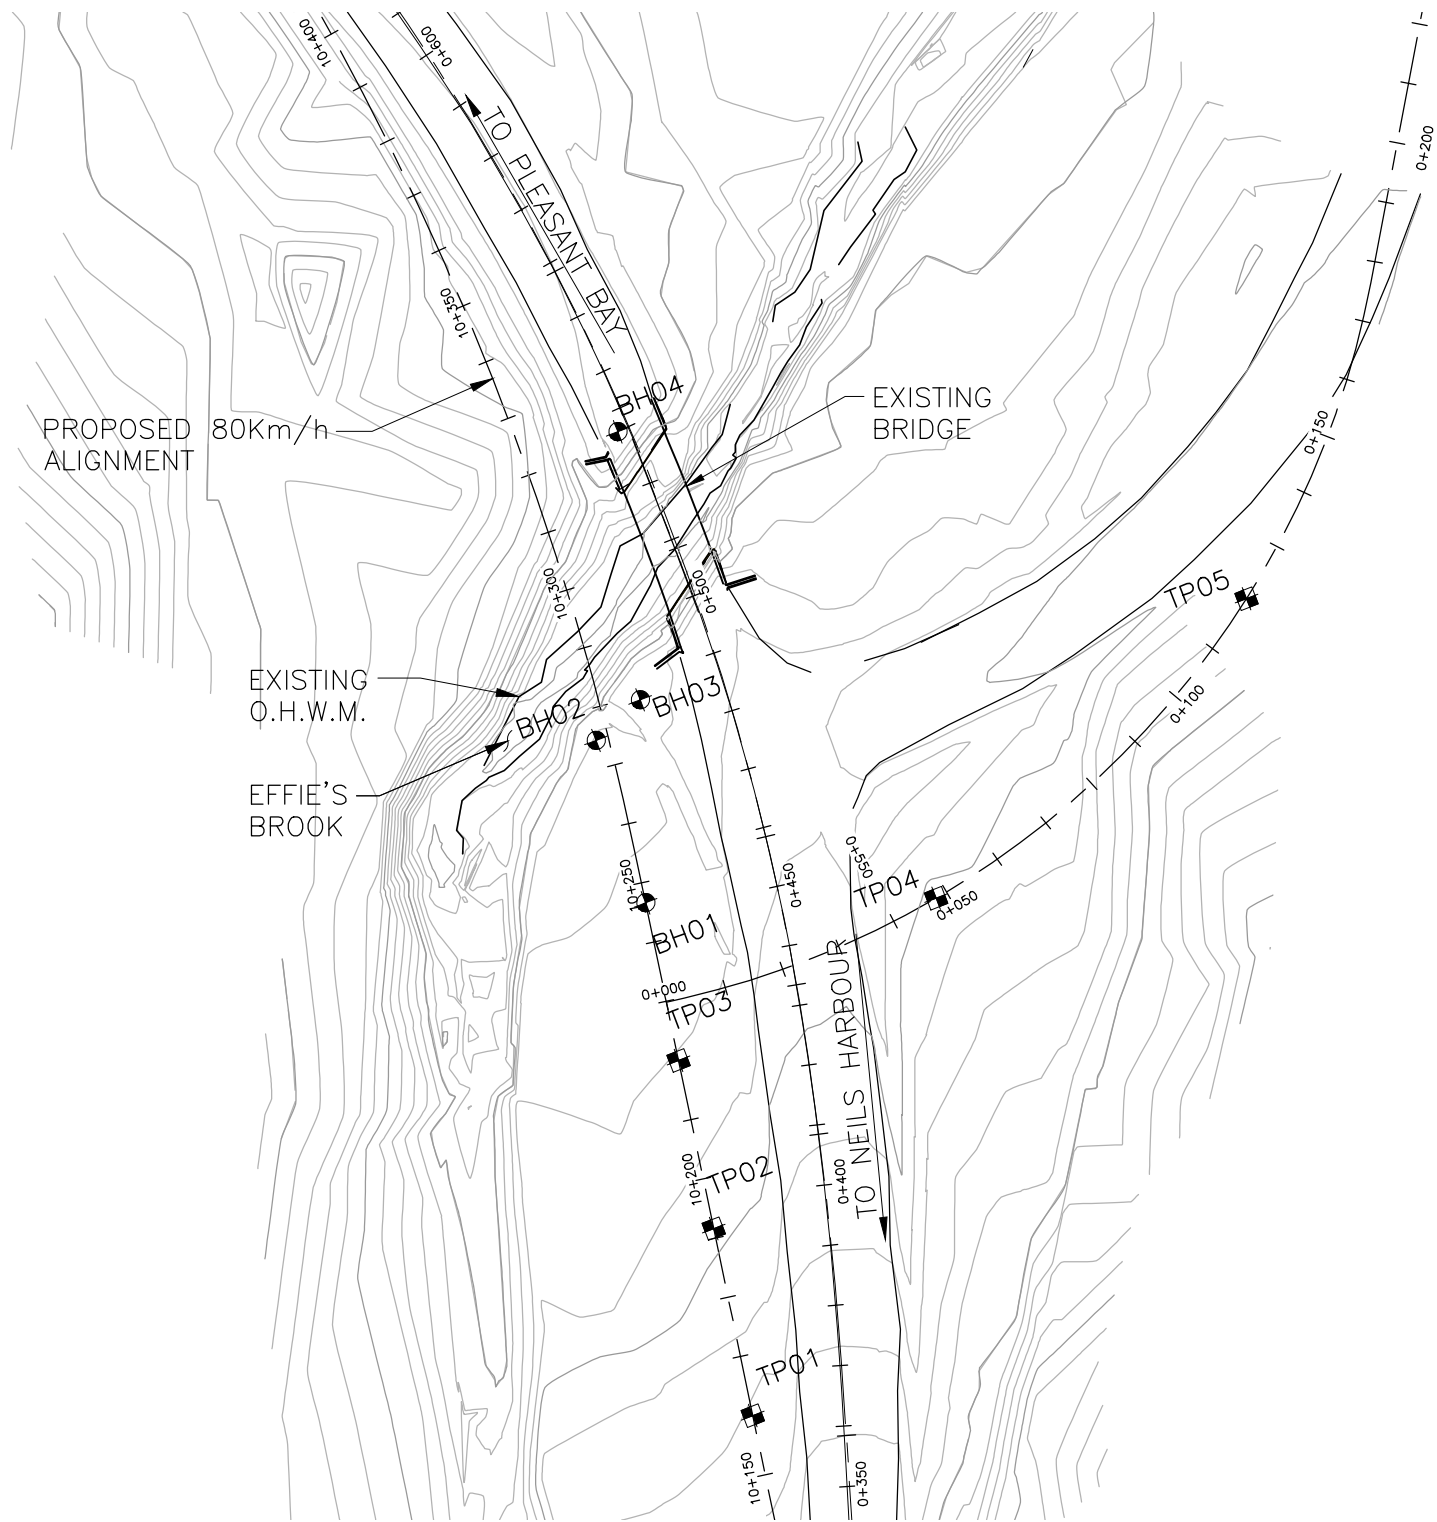 10+400
0+600
TO PLEASANT BAY
0+200
10+350
BH04
EXISTING
BRIDGE
PROPOSED 80Km/h
ALIGNMENT
0+150
10+300
0+500
TP05
EXISTING
O.H.W.M.
BH02
BH03
0+100
EFFIE'S
BROOK
0+550
10+250
0+450
TP04
0+050
BH01
0+000
TP03
TO NEILS HARBOUR
10+200
TP02
0+400
TP01
10+150
0+350